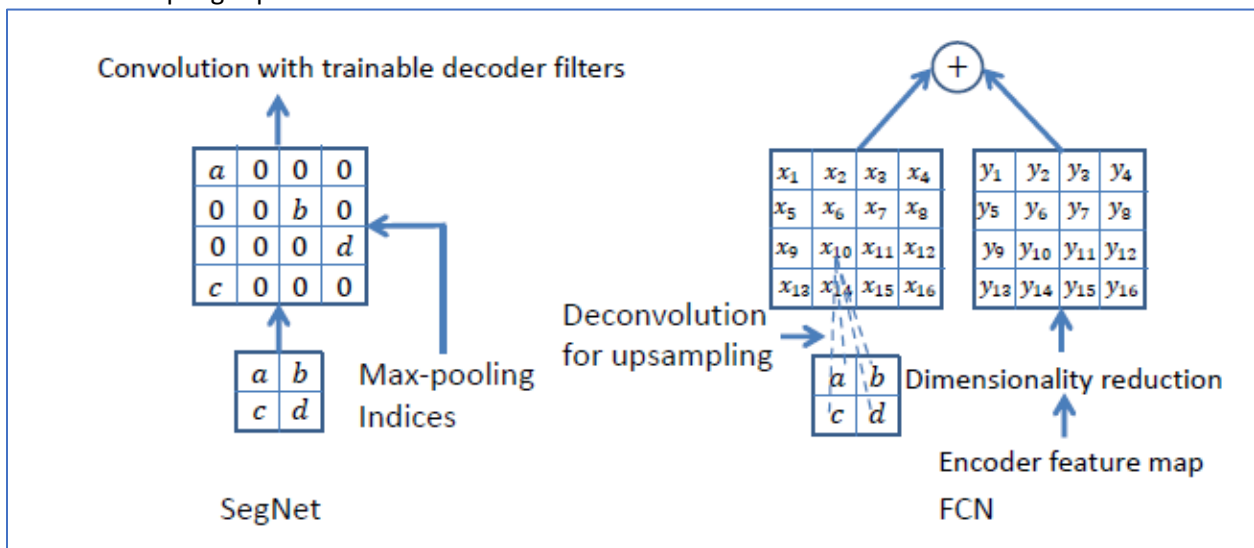 Convolution with trainable decoder filters
+
a 0 0 0
0 0 b 0
0 0 0 d
c 0 0 0
a b
c d
Max-pooling
Indices
SegNet
x₁ x₂ x₃ x₄
x₅ x₆ x₇ x₈
x₉ x₁₀ x₁₁ x₁₂
x₁₃ x₁₄ x₁₅ x₁₆
y₁ y₂ y₃ y₄
y₅ y₆ y₇ y₈
y₉ y₁₀ y₁₁ y₁₂
y₁₃ y₁₄ y₁₅ y₁₆
Deconvolution
for upsampling
a b
c d
Dimensionality reduction
Encoder feature map
FCN